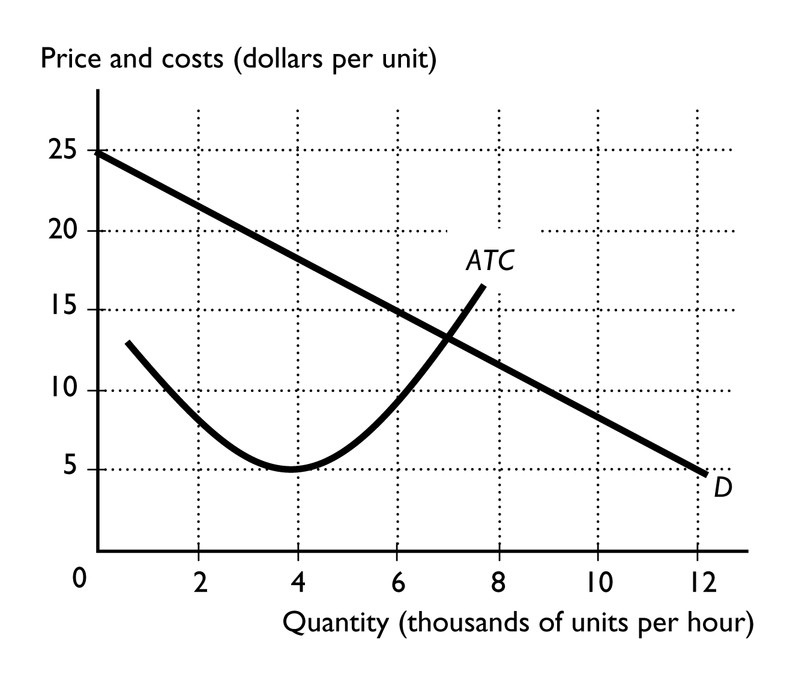 Price and costs (dollars per unit)
25
20
ATC
15
10
5
D
0 2 4 6 8 10 12
Quantity (thousands of units per hour)